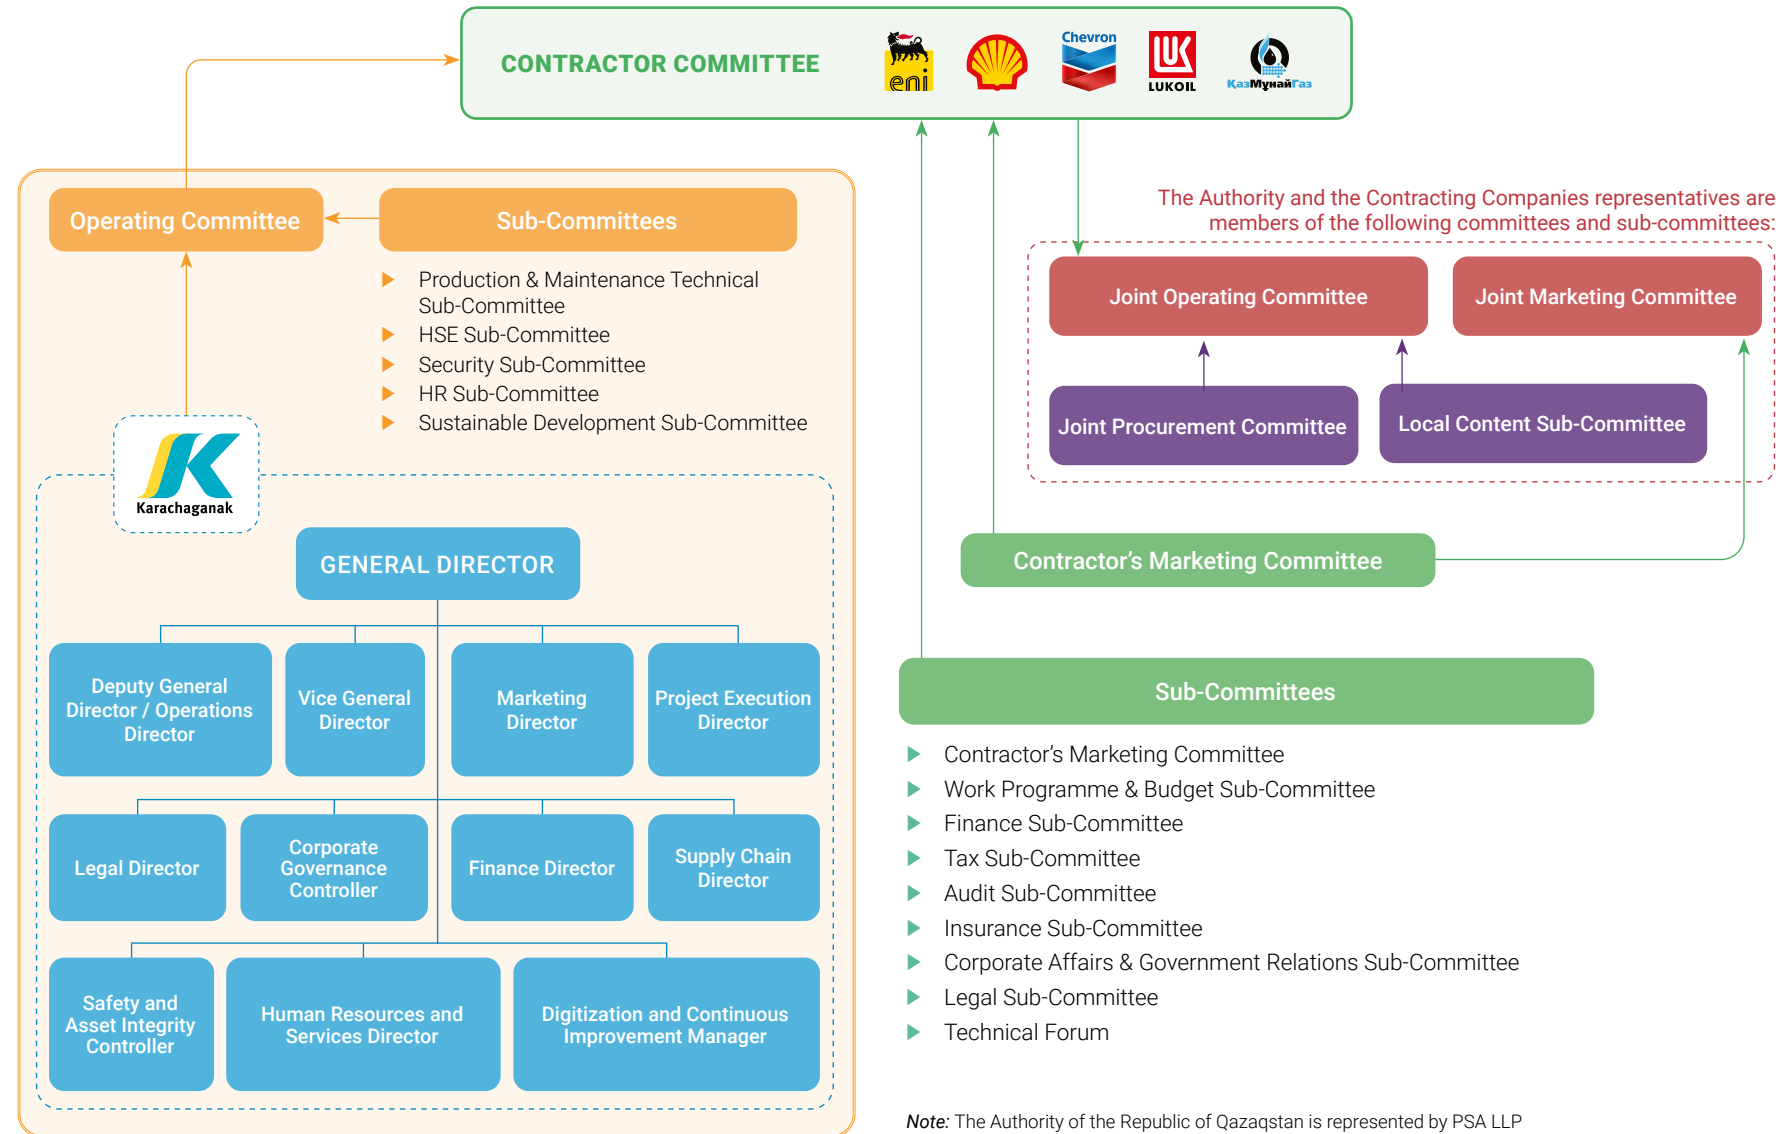 CONTRACTOR COMMITTEE
eni
Chevron
LUK
LUKOIL
ҚазМұнайГаз
Operating Committee
Sub-Committees
Production & Maintenance Technical
Sub-Committee
HSE Sub-Committee
Security Sub-Committee
HR Sub-Committee
Sustainable Development Sub-Committee
Karachaganak
GENERAL DIRECTOR
Deputy General
Director / Operations
Director
Vice General
Director
Marketing
Director
Project Execution
Director
Legal Director
Corporate
Governance
Controller
Finance Director
Supply Chain
Director
Safety and
Asset Integrity
Controller
Human Resources and
Services Director
Digitization and Continuous
Improvement Manager
The Authority and the Contracting Companies representatives are
members of the following committees and sub-committees:
Joint Operating Committee
Joint Marketing Committee
Joint Procurement Committee
Local Content Sub-Committee
Contractor's Marketing Committee
Sub-Committees
Contractor's Marketing Committee
Work Programme & Budget Sub-Committee
Finance Sub-Committee
Tax Sub-Committee
Audit Sub-Committee
Insurance Sub-Committee
Corporate Affairs & Government Relations Sub-Committee
Legal Sub-Committee
Technical Forum
Note: The Authority of the Republic of Qazaqstan is represented by PSA LLP